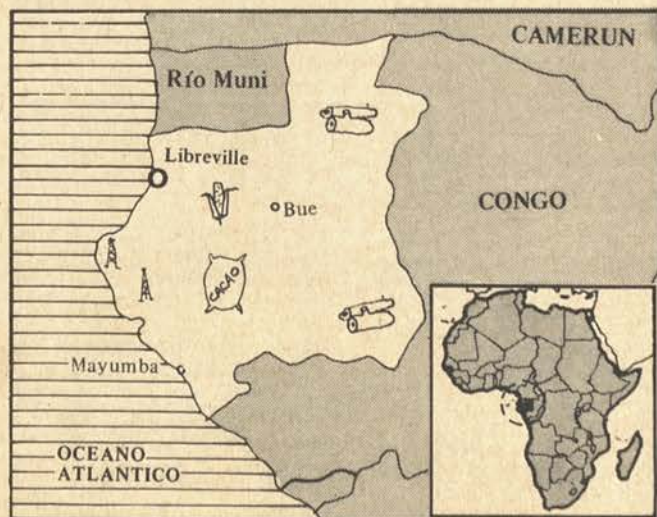 CAMERUN
Río Muni
Libreville
Bue
CONGO
CACAO
Mayumba
OCEANO
ATLANTICO